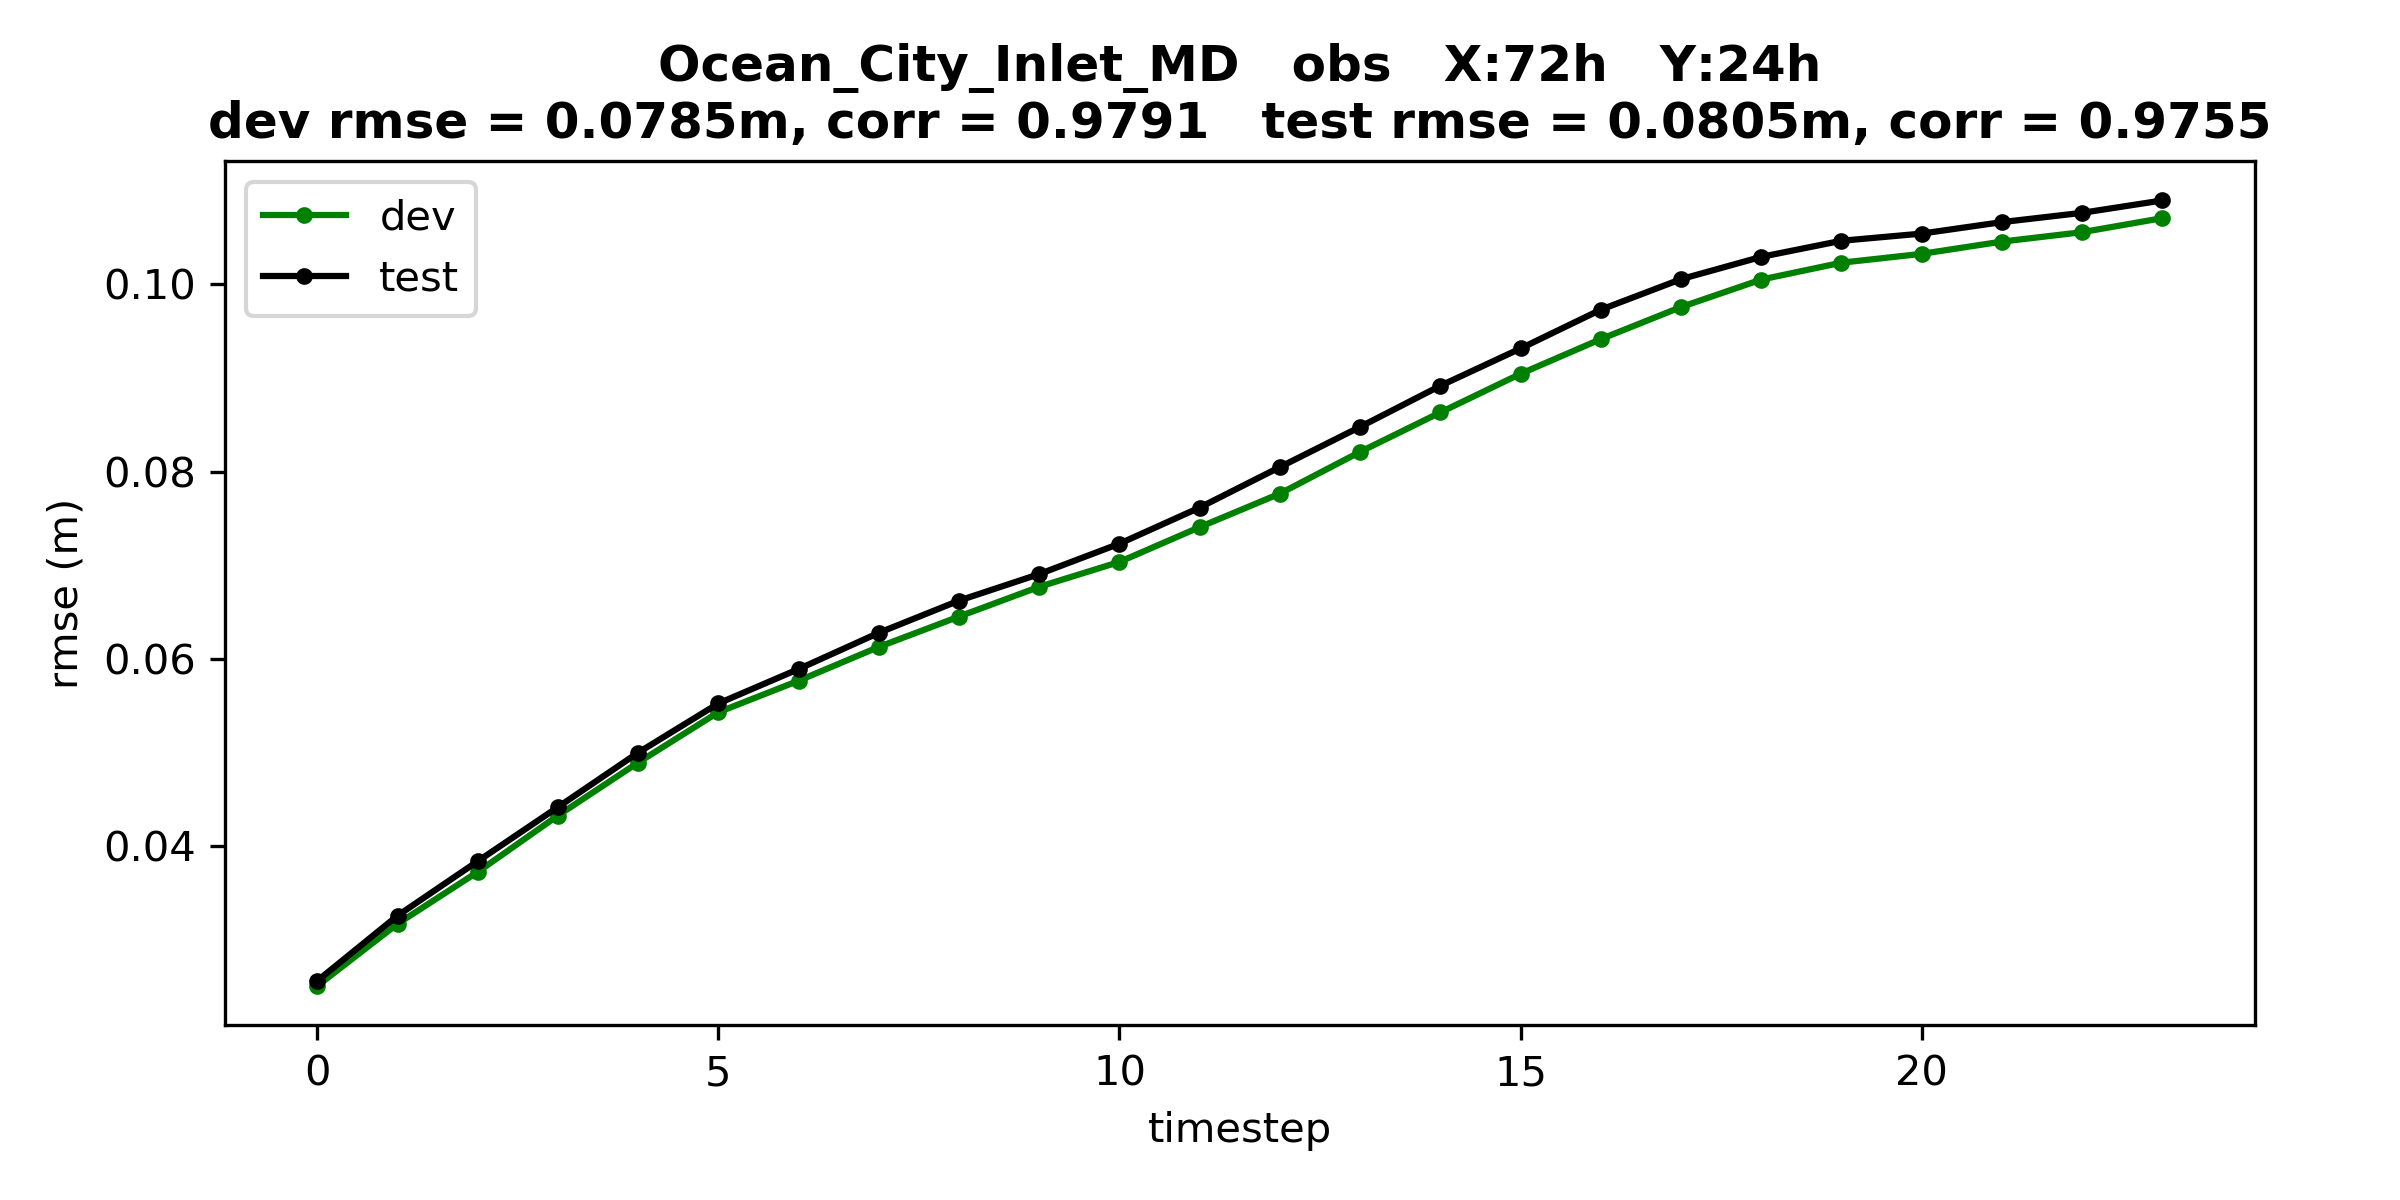 Ocean_City_Inlet_MD obs X:72h Y:24h
dev rmse = 0.0785m, corr = 0.9791 test rmse = 0.0805m, corr = 0.9755
dev
test
0.10
0.08
0.06
0.04
rmse (m)
0 5 10 15 20
timestep